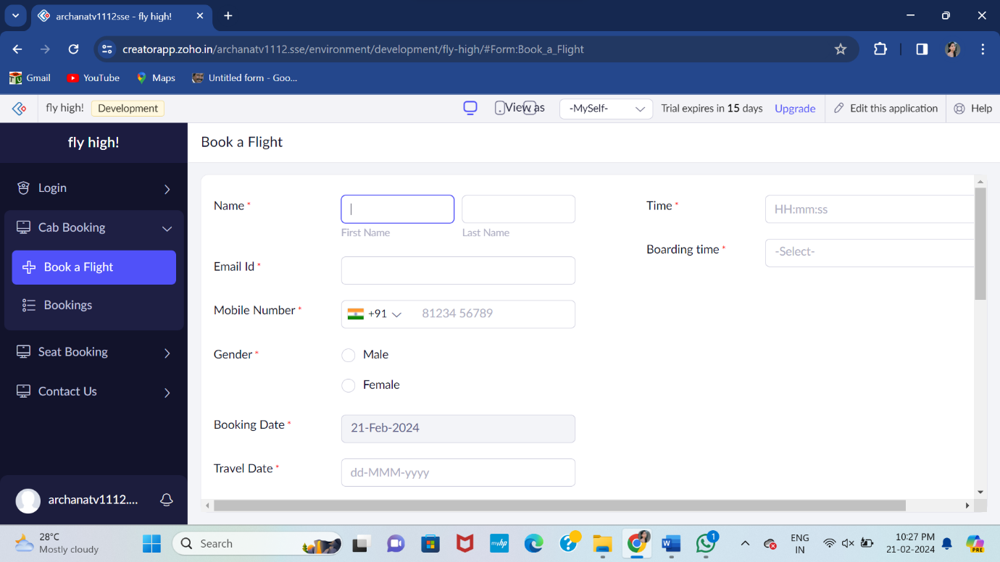 archanatv1112sse - fly high!
creatorapp.zoho.in/archanatv1112.sse/environment/development/fly-high/#Form:Book_a_Flight
Gmail YouTube Maps Untitled form - Goo...
fly high! Development View as -MySelf- Trial expires in 15 days Upgrade Edit this application Help
fly high!
Login
Cab Booking
Book a Flight
Bookings
Seat Booking
Contact Us
archanatv1112....
Book a Flight
Name *
First Name Last Name
Email Id *
Mobile Number * +91 81234 56789
Gender * Male
Female
Booking Date * 21-Feb-2024
Travel Date * dd-MMM-yyyy
Time * HH:mm:ss
Boarding time * -Select-
28°C
Mostly cloudy
Search
myhp
1
ENG
IN
10:27 PM
21-02-2024
PRE